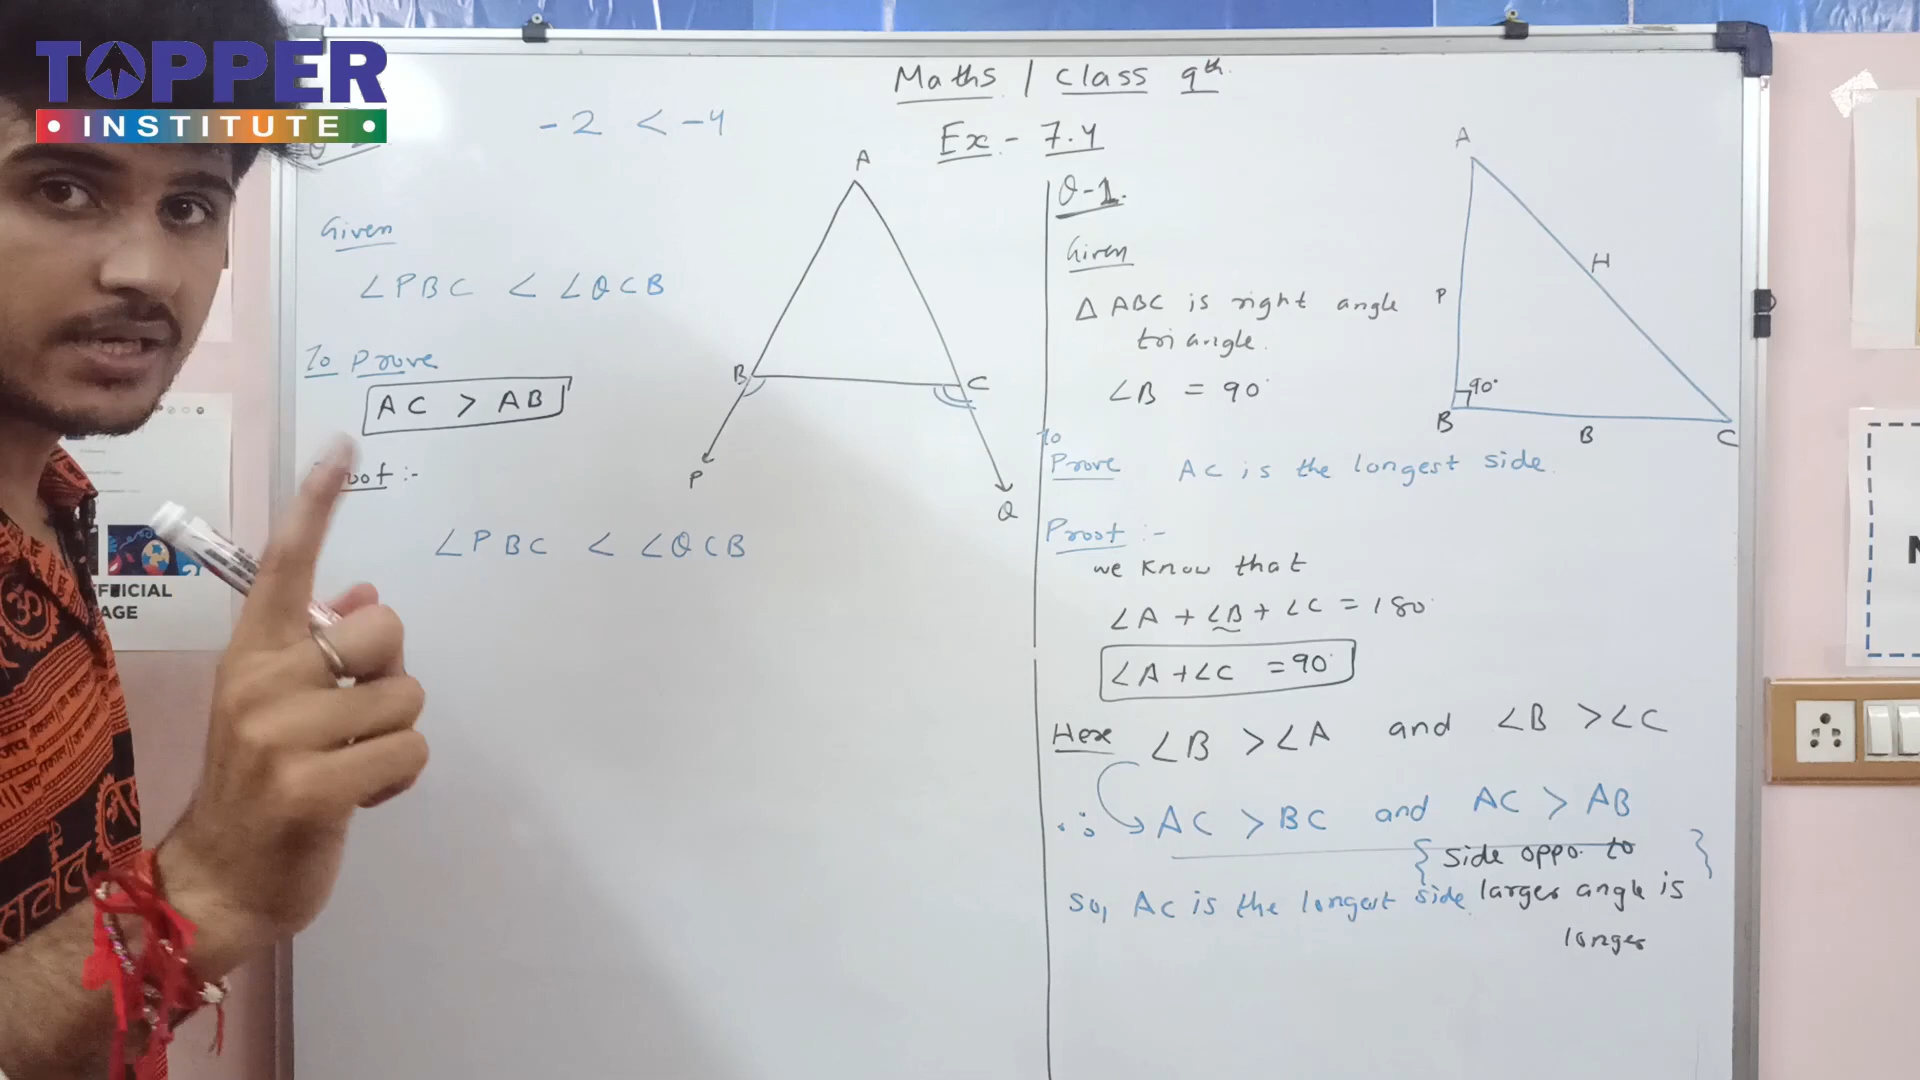 TOPPER
• INSTITUTE •
Maths / Class 9th
Ex - 7.4
-2 < -4
Given
∠PBC < ∠QCB
To Prove
AC > AB
Proof :-
∠PBC < ∠QCB
A
B
C
P
Q
Q-1.
Given
Δ ABC is right angle
triangle.
∠B = 90°
To
Prove AC is the longest side.
Proof :-
we know that
∠A + ∠B + ∠C = 180°
∠A + ∠C = 90°
Here ∠B > ∠A and ∠B > ∠C
∴ AC > BC and AC > AB
{ side oppo. to }
So, AC is the longest side. larger angle is
longer
A
H
P
90°
B
B
C